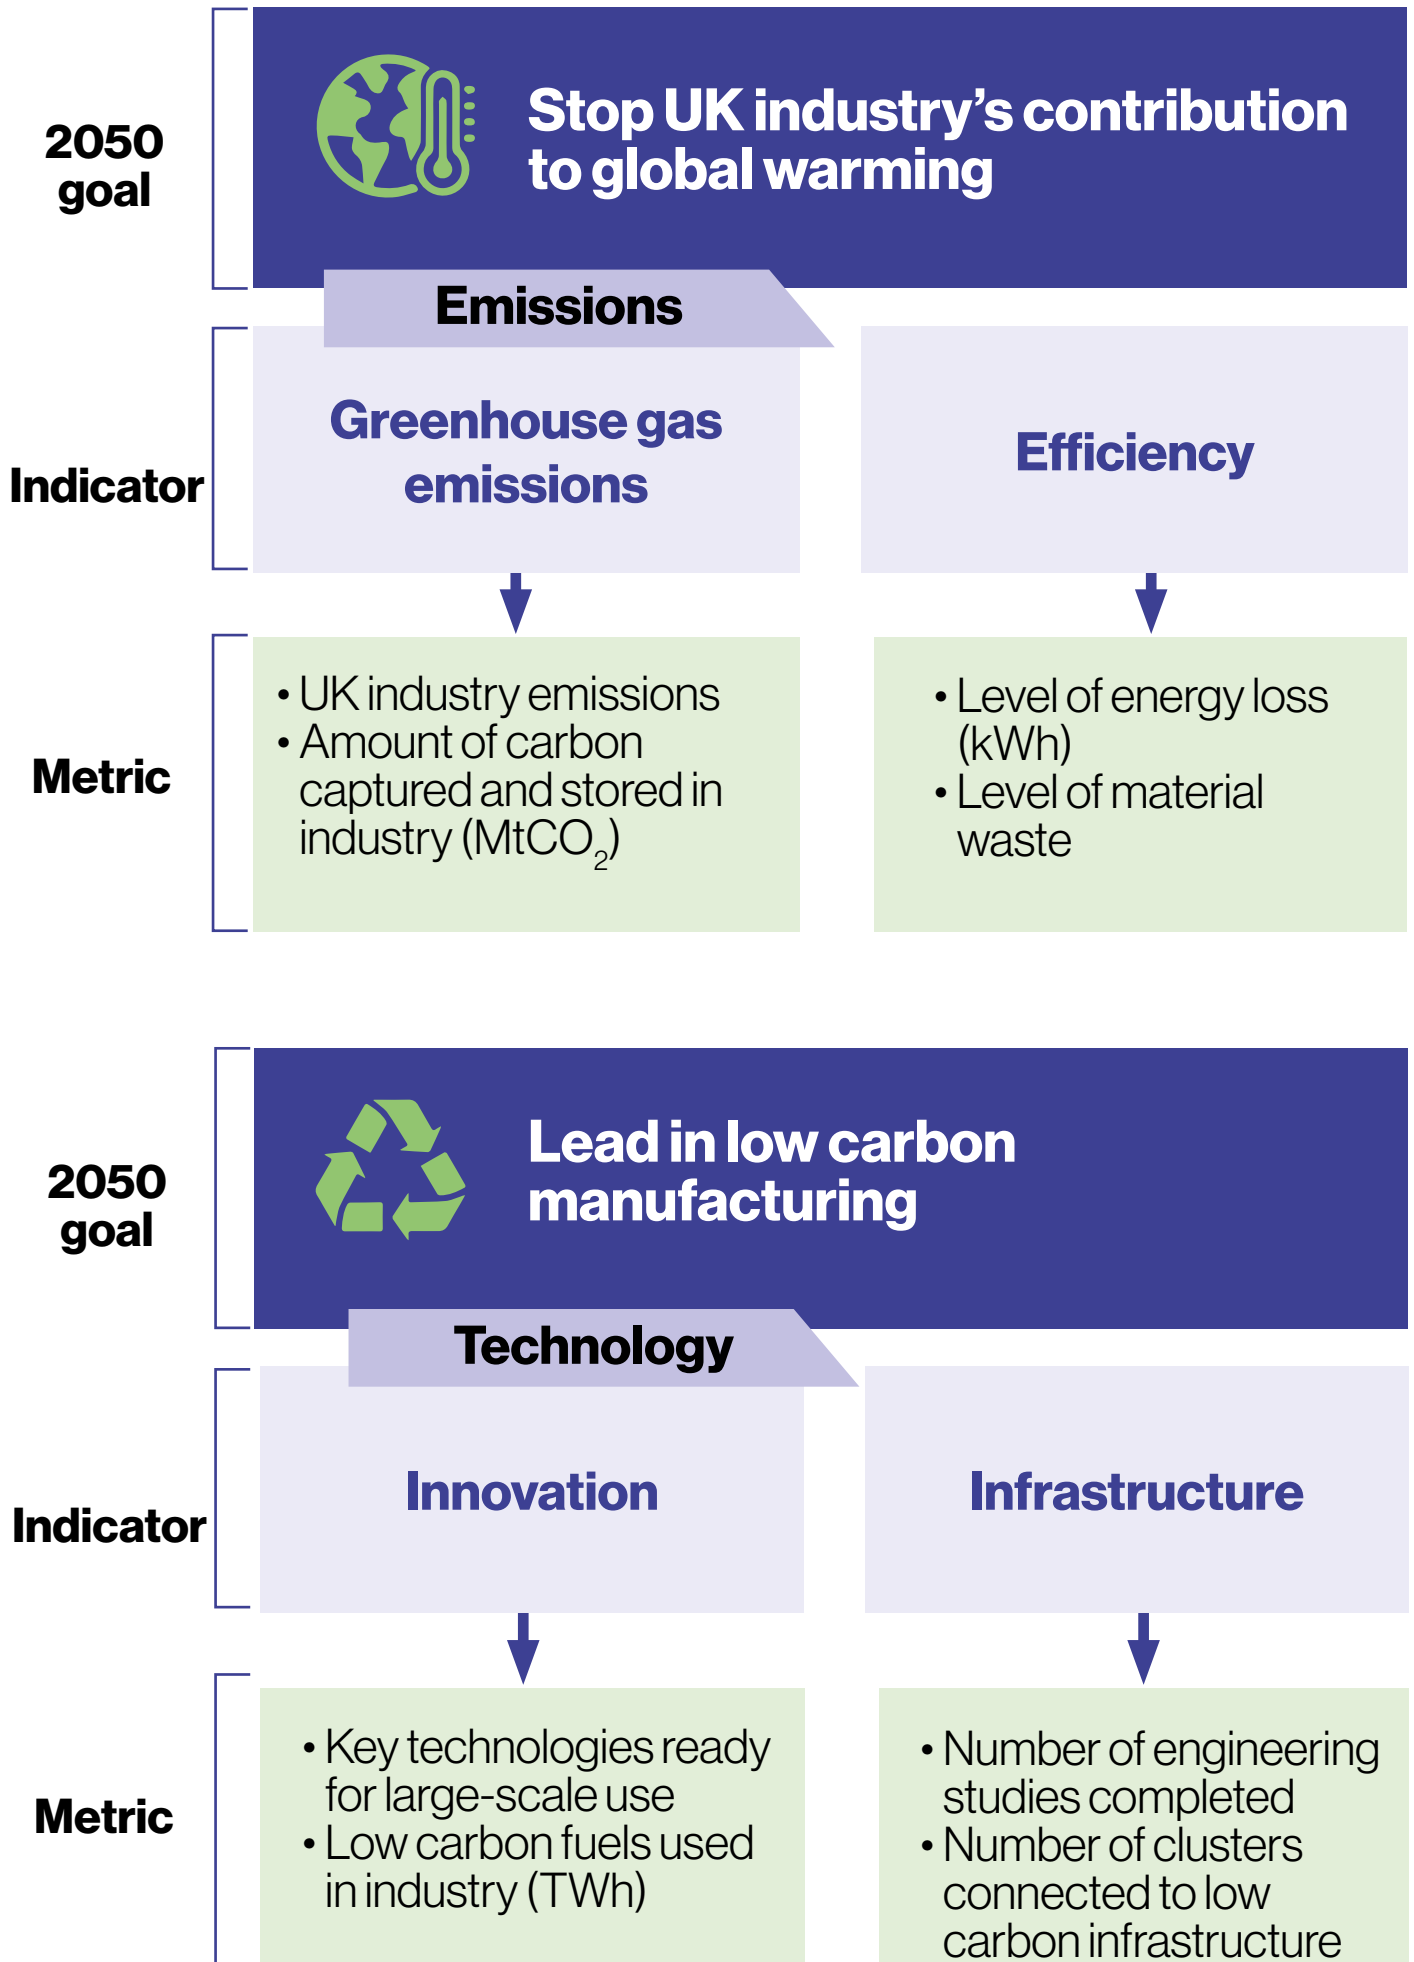 2050
goal
Stop UK industry’s contribution
to global warming
Emissions
Indicator
Greenhouse gas
emissions
Efficiency
Metric
• UK industry emissions
• Amount of carbon
captured and stored in
industry (MtCO₂)
• Level of energy loss
(kWh)
• Level of material
waste
2050
goal
Lead in low carbon
manufacturing
Technology
Indicator
Innovation
Infrastructure
Metric
• Key technologies ready
for large-scale use
• Low carbon fuels used
in industry (TWh)
• Number of engineering
studies completed
• Number of clusters
connected to low
carbon infrastructure